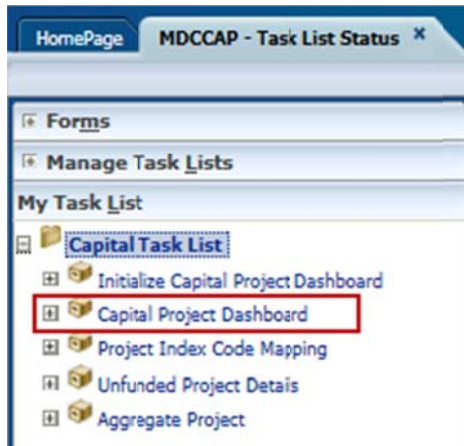 HomePage MDCCAP - Task List Status ×
Forms
Manage Task Lists
My Task List
Capital Task List
Initialize Capital Project Dashboard
Capital Project Dashboard
Project Index Code Mapping
Unfunded Project Details
Aggregate Project